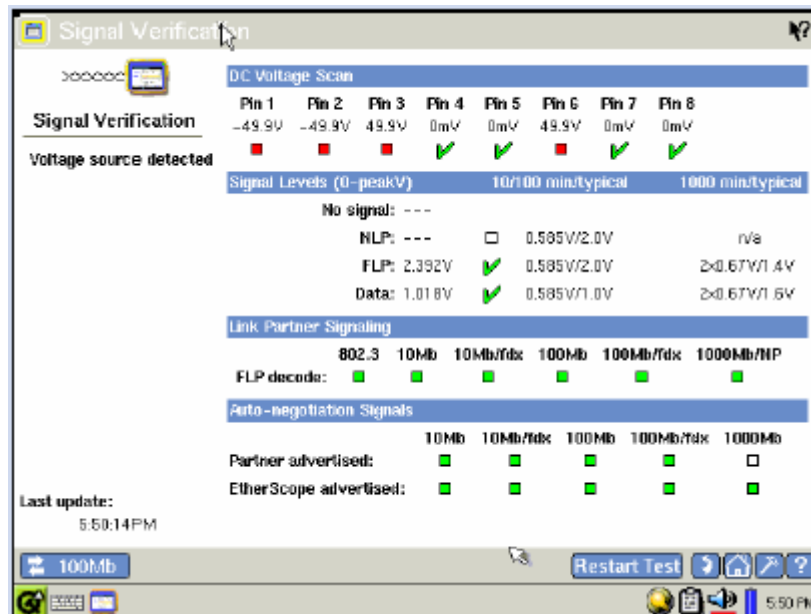 Signal Verification
Signal Verification
Voltage source detected
DC Voltage Scan
Pin 1 Pin 2 Pin 3 Pin 4 Pin 5 Pin 6 Pin 7 Pin 8
-49.9V -49.9V 49.9V 0mV 0mV 49.9V 0mV 0mV
Signal Levels (0-peakV) 10/100 min/typical 1000 min/typical
No signal: ---
NLP: --- 0.585V/2.0V n/a
FLP: 2.392V 0.585V/2.0V 2x0.67V/1.4V
Data: 1.018V 0.585V/1.0V 2x0.67V/1.6V
Link Partner Signaling
802.3 10Mb 10Mb/fdx 100Mb 100Mb/fdx 1000Mb/NP
FLP decode:
Auto-negotiation Signals
10Mb 10Mb/fdx 100Mb 100Mb/fdx 1000Mb
Partner advertised:
EtherScope advertised:
Last update:
5:50:14PM
100Mb
Restart Test
?
5:50 PM